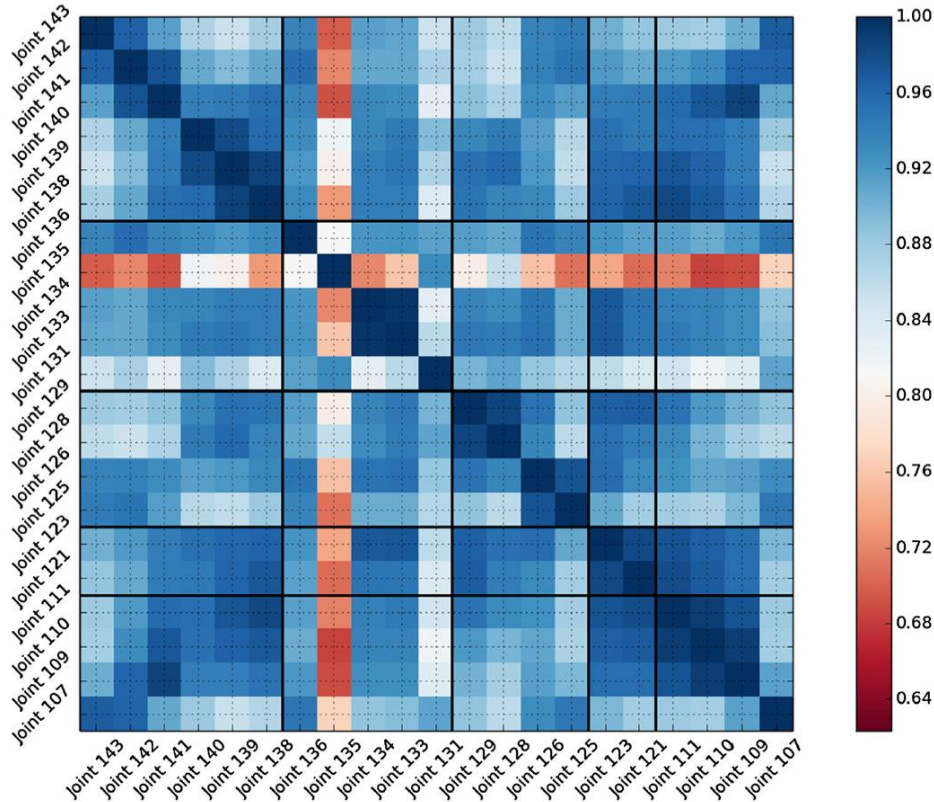 Joint 143
Joint 142
Joint 141
Joint 140
Joint 139
Joint 138
Joint 136
Joint 135
Joint 134
Joint 133
Joint 131
Joint 129
Joint 128
Joint 126
Joint 125
Joint 123
Joint 121
Joint 111
Joint 110
Joint 109
Joint 107
Joint 143
Joint 142
Joint 141
Joint 140
Joint 139
Joint 138
Joint 136
Joint 135
Joint 134
Joint 133
Joint 131
Joint 129
Joint 128
Joint 126
Joint 125
Joint 123
Joint 121
Joint 111
Joint 110
Joint 109
Joint 107
1.00
0.96
0.92
0.88
0.84
0.80
0.76
0.72
0.68
0.64